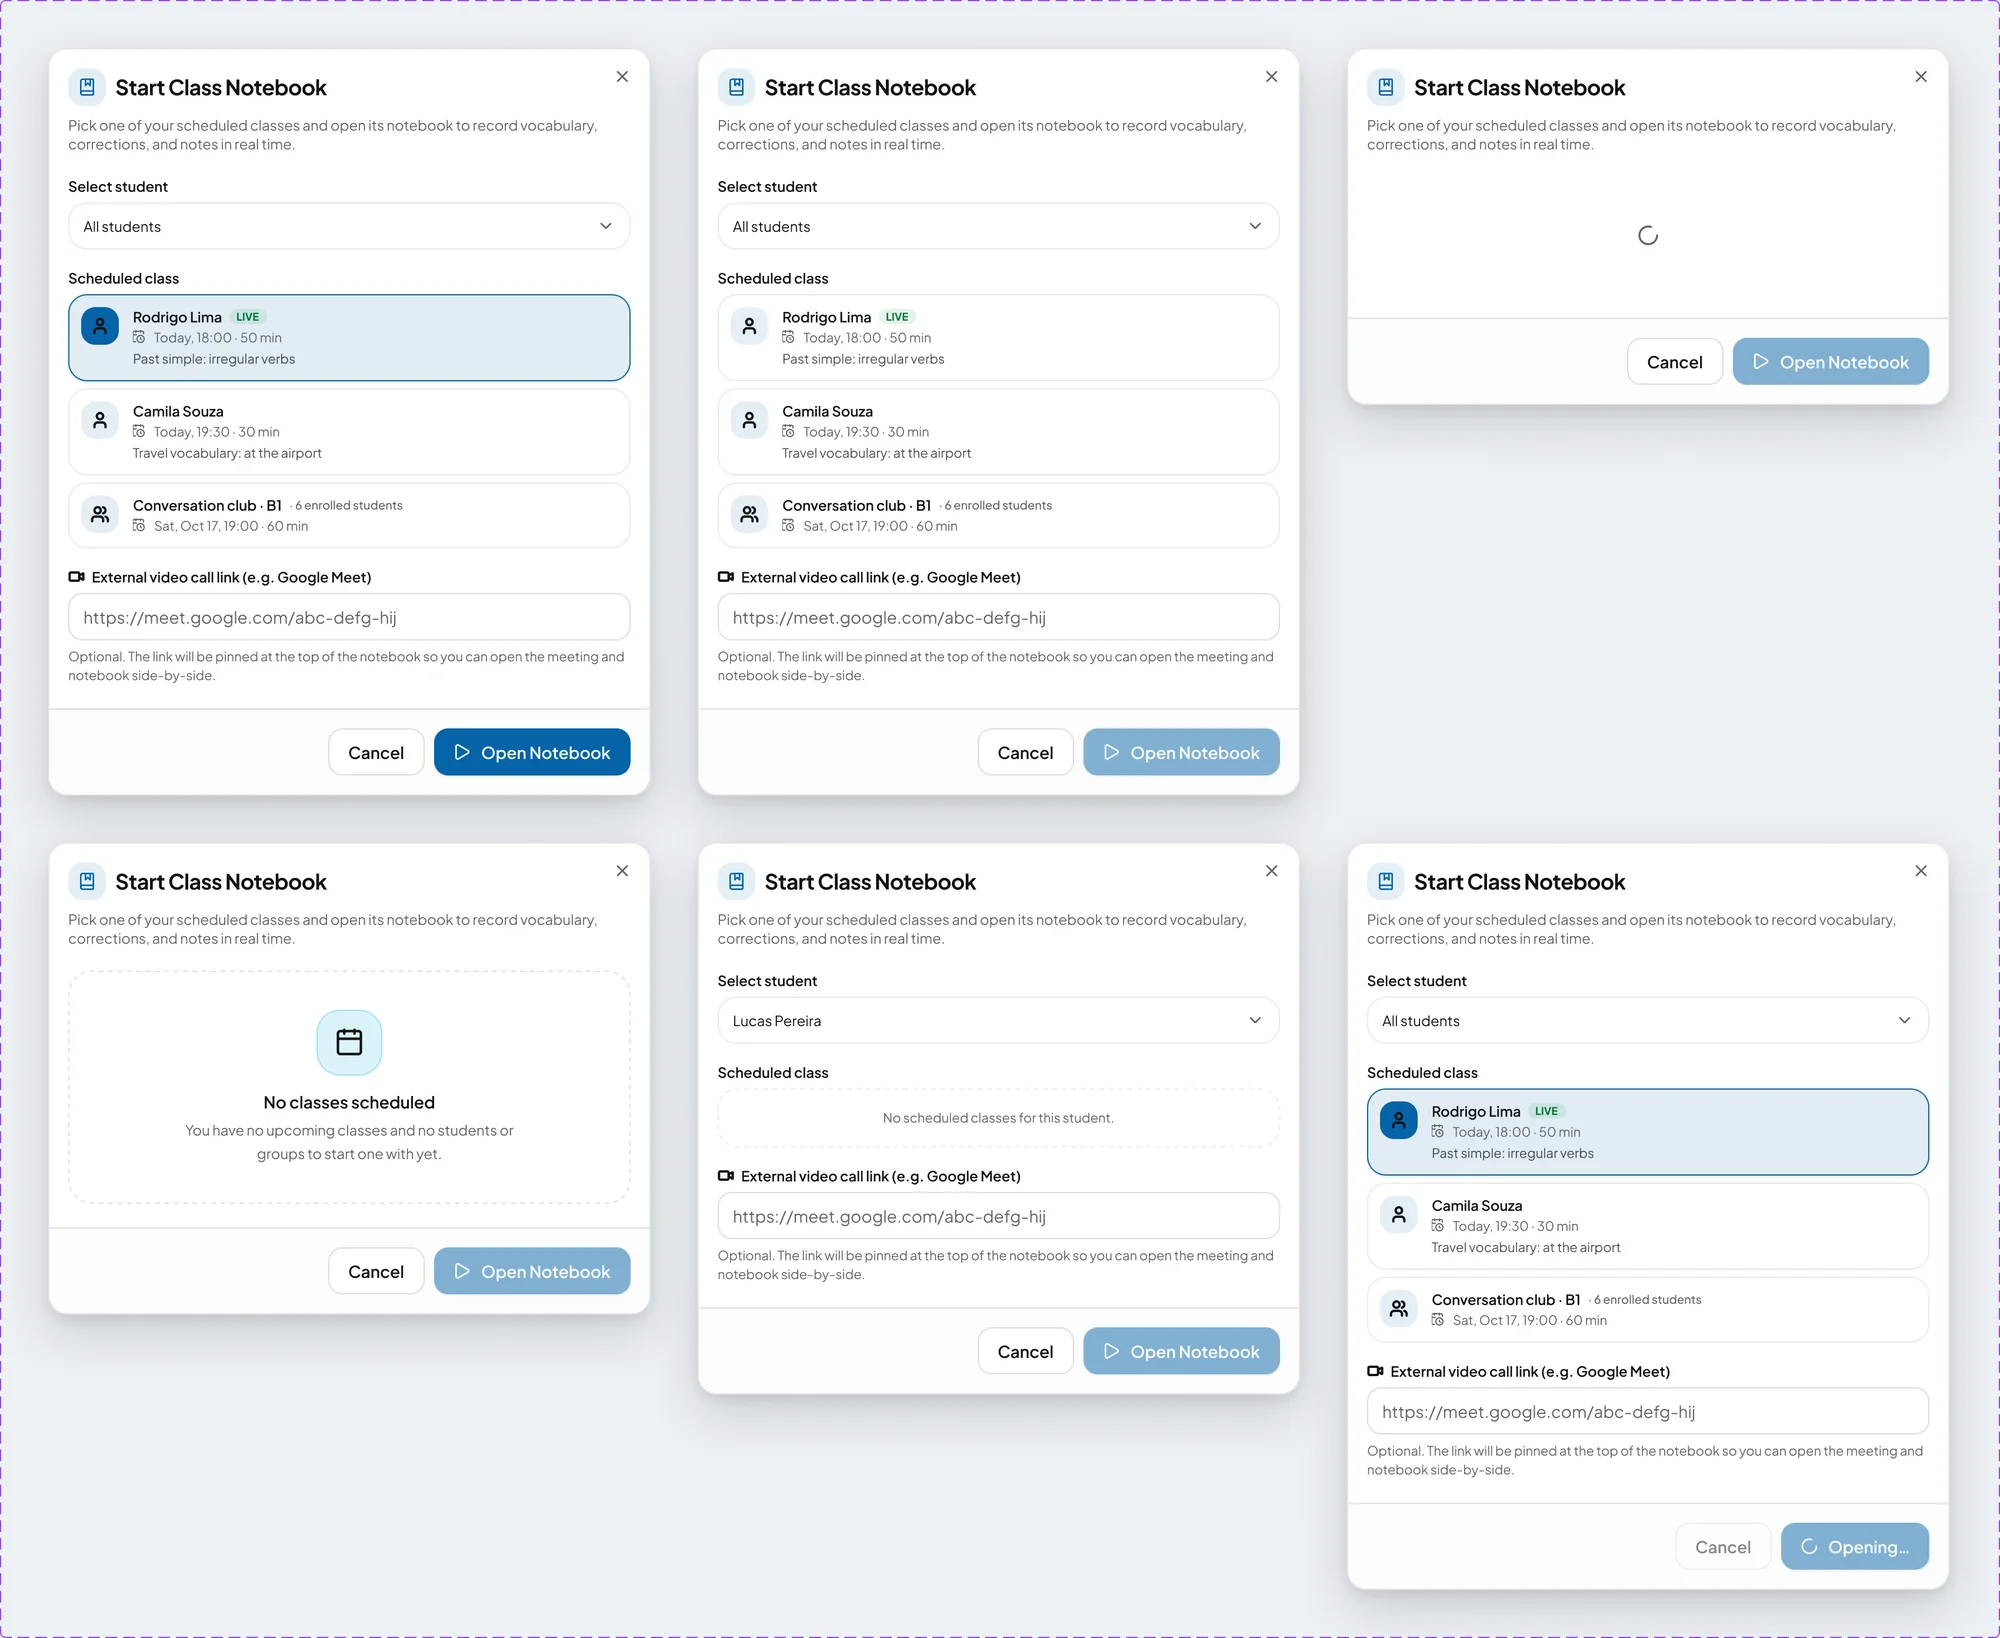 Start Class Notebook
Pick one of your scheduled classes and open its notebook to record vocabulary,
corrections, and notes in real time.
Select student
All students
Scheduled class
Rodrigo Lima LIVE
Today, 18:00 · 50 min
Past simple: irregular verbs
Camila Souza
Today, 19:30 · 30 min
Travel vocabulary: at the airport
Conversation club · B1 · 6 enrolled students
Sat, Oct 17, 19:00 · 60 min
External video call link (e.g. Google Meet)
https://meet.google.com/abc-defg-hij
Optional. The link will be pinned at the top of the notebook so you can open the meeting and
notebook side-by-side.
Cancel
Open Notebook
Start Class Notebook
Pick one of your scheduled classes and open its notebook to record vocabulary,
corrections, and notes in real time.
Select student
All students
Scheduled class
Rodrigo Lima LIVE
Today, 18:00 · 50 min
Past simple: irregular verbs
Camila Souza
Today, 19:30 · 30 min
Travel vocabulary: at the airport
Conversation club · B1 · 6 enrolled students
Sat, Oct 17, 19:00 · 60 min
External video call link (e.g. Google Meet)
https://meet.google.com/abc-defg-hij
Optional. The link will be pinned at the top of the notebook so you can open the meeting and
notebook side-by-side.
Cancel
Open Notebook
Start Class Notebook
Pick one of your scheduled classes and open its notebook to record vocabulary,
corrections, and notes in real time.
Cancel
Open Notebook
Start Class Notebook
Pick one of your scheduled classes and open its notebook to record vocabulary,
corrections, and notes in real time.
No classes scheduled
You have no upcoming classes and no students or
groups to start one with yet.
Cancel
Open Notebook
Start Class Notebook
Pick one of your scheduled classes and open its notebook to record vocabulary,
corrections, and notes in real time.
Select student
Lucas Pereira
Scheduled class
No scheduled classes for this student.
External video call link (e.g. Google Meet)
https://meet.google.com/abc-defg-hij
Optional. The link will be pinned at the top of the notebook so you can open the meeting and
notebook side-by-side.
Cancel
Open Notebook
Start Class Notebook
Pick one of your scheduled classes and open its notebook to record vocabulary,
corrections, and notes in real time.
Select student
All students
Scheduled class
Rodrigo Lima LIVE
Today, 18:00 · 50 min
Past simple: irregular verbs
Camila Souza
Today, 19:30 · 30 min
Travel vocabulary: at the airport
Conversation club · B1 · 6 enrolled students
Sat, Oct 17, 19:00 · 60 min
External video call link (e.g. Google Meet)
https://meet.google.com/abc-defg-hij
Optional. The link will be pinned at the top of the notebook so you can open the meeting and
notebook side-by-side.
Cancel
Opening…